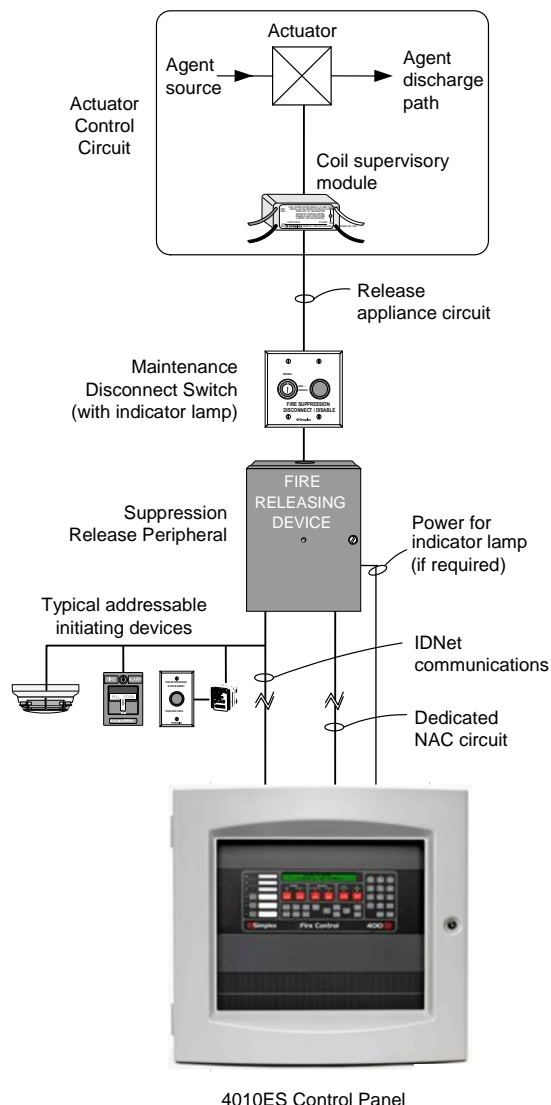 Actuator
Agent
source
Agent
discharge
path
Actuator
Control
Circuit
Coil supervisory
module
Release
appliance circuit
Maintenance
Disconnect Switch
(with indicator lamp)
FIRE SUPPRESSION
DISCONNECT / DISABLE
FIRE
RELEASING
DEVICE
Suppression
Release Peripheral
Power for
indicator lamp
(if required)
Typical addressable
initiating devices
IDNet
communications
Dedicated
NAC circuit
Simplex Fire Control 4010
4010ES Control Panel